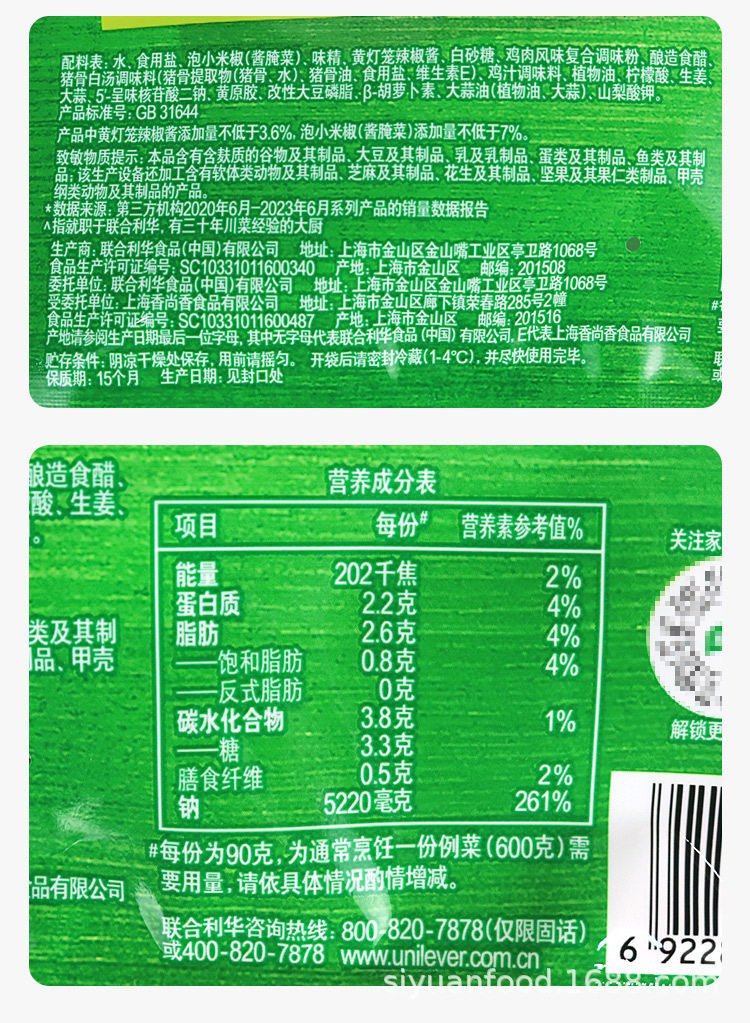 配料表: 水、食用盐、泡小米椒(酱腌菜)、味精、黄灯笼辣椒酱、白砂糖、鸡肉风味复合调味粉、酿造食醋、
猪骨白汤调味料(猪骨提取物(猪骨、水)、猪骨油、食用盐、维生素E)、鸡汁调味料、植物油、柠檬酸、生姜、
大蒜、5'-呈味核苷酸二钠、黄原胶、改性大豆磷脂、β-胡萝卜素、大蒜油(植物油、大蒜)、山梨酸钾。
产品标准号: GB 31644
产品中黄灯笼辣椒酱添加量不低于3.6%, 泡小米椒(酱腌菜)添加量不低于7%。
致敏物质提示: 本品含有含麸质的谷物及其制品、大豆及其制品、乳及乳制品、蛋类及其制品、鱼类及其制
品; 该生产设备还加工含有软体类动物及其制品、芝麻及其制品、花生及其制品、坚果及其果仁类制品、甲壳
纲类动物及其制品的产品。
*数据来源: 第三方机构2020年6月-2023年6月系列产品的销量数据报告
^指就职于联合利华, 有三十年川菜经验的大厨
生产商: 联合利华食品(中国)有限公司 地址: 上海市金山区金山嘴工业区亭卫路1068号
食品生产许可证编号: SC10331011600340 产地: 上海市金山区 邮编: 201508
委托单位: 联合利华食品(中国)有限公司 地址: 上海市金山区金山嘴工业区亭卫路1068号
受委托单位: 上海香尚香食品有限公司 地址: 上海市金山区廊下镇荣春路285号2幢
食品生产许可证编号: SC10331011600487 产地: 上海市金山区 邮编: 201516
产地请参阅生产日期最后一位字母, 其中无字母代表联合利华食品(中国)有限公司, E代表上海香尚香食品有限公司
贮存条件: 阴凉干燥处保存, 用前请摇匀。 开袋后请密封冷藏(1-4℃), 并尽快使用完毕。
保质期: 15个月 生产日期: 见封口处
酿造食醋、
酸、生姜、
。
类及其制
品、甲壳
食品有限公司
营养成分表
项目 每份# 营养素参考值%
能量 202千焦 2%
蛋白质 2.2克 4%
脂肪 2.6克 4%
——饱和脂肪 0.8克 4%
——反式脂肪 0克
碳水化合物 3.8克 1%
——糖 3.3克
膳食纤维 0.5克 2%
钠 5220毫克 261%
#每份为90克, 为通常烹饪一份例菜(600克)需
要用量, 请依具体情况酌情增减。
联合利华咨询热线: 800-820-7878(仅限固话)
或400-820-7878 www.unilever.com.cn
关注家
解锁更
6 9228
siyuanfood.1688.com